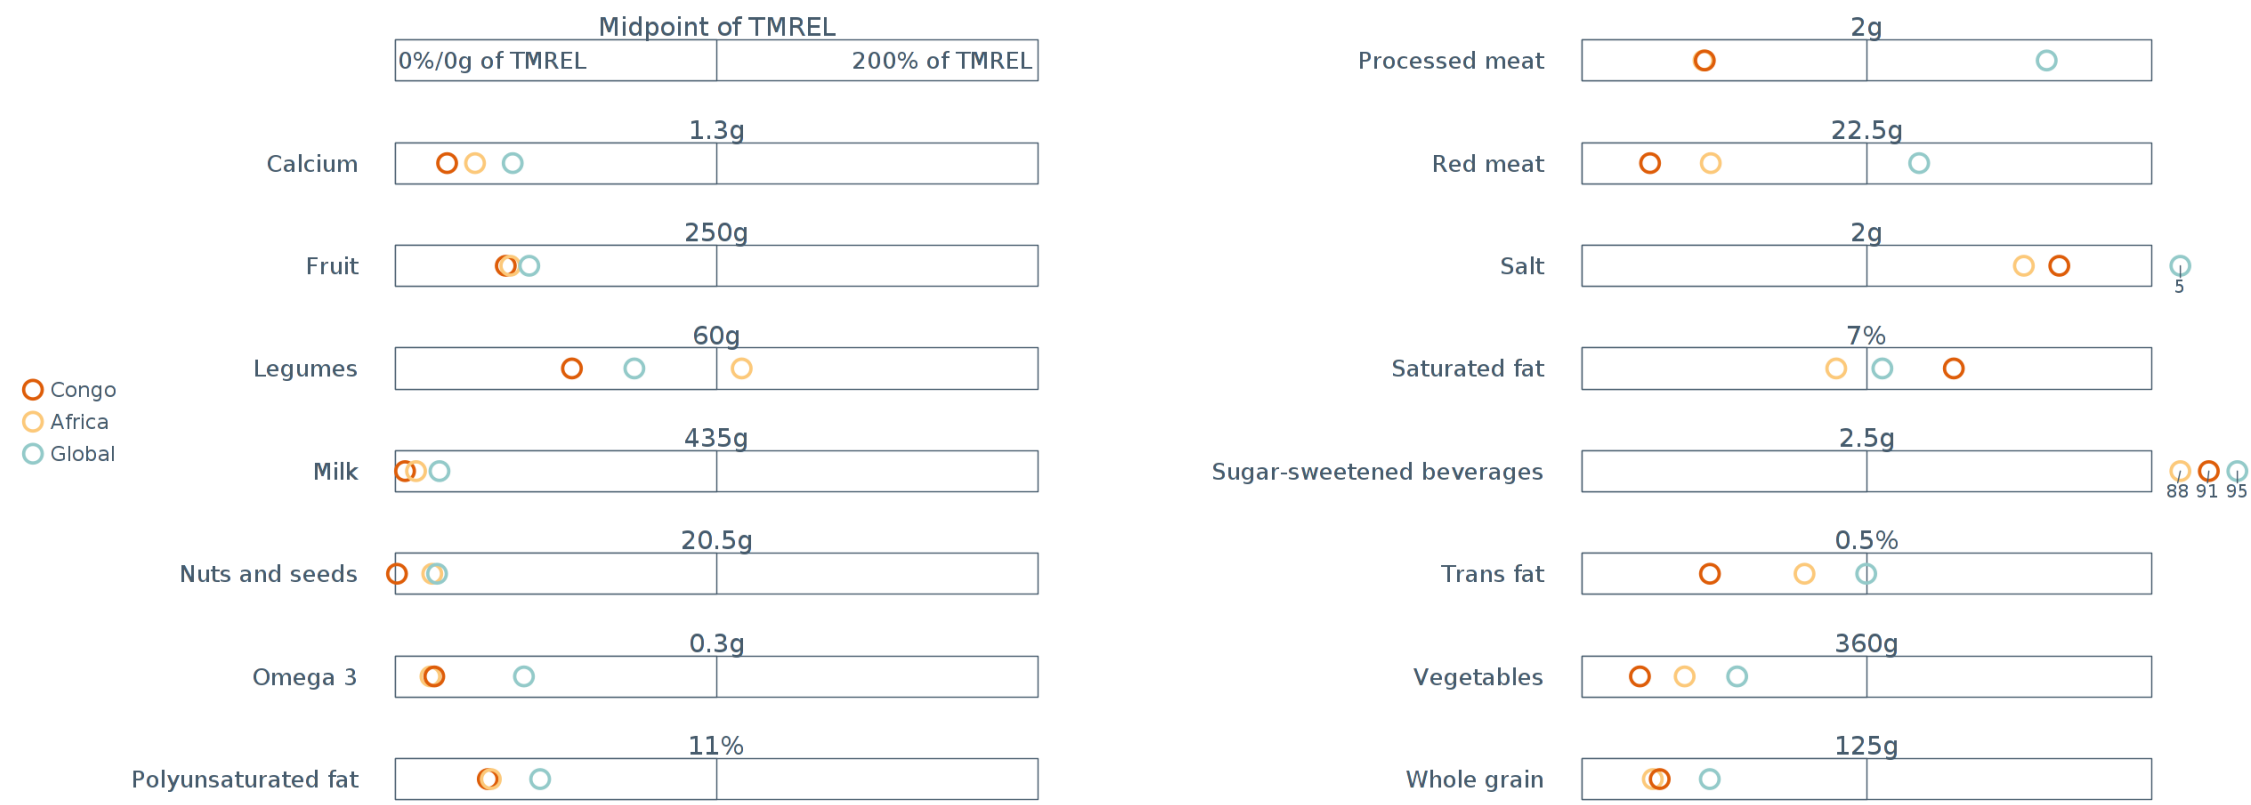 Midpoint of TMREL
0%/0g of TMREL 200% of TMREL
1.3g
Calcium
250g
Fruit
60g
Legumes
435g
Milk
20.5g
Nuts and seeds
0.3g
Omega 3
11%
Polyunsaturated fat
Congo
Africa
Global
2g
Processed meat
22.5g
Red meat
2g
Salt
5
7%
Saturated fat
2.5g
Sugar-sweetened beverages
88 91 95
0.5%
Trans fat
360g
Vegetables
125g
Whole grain